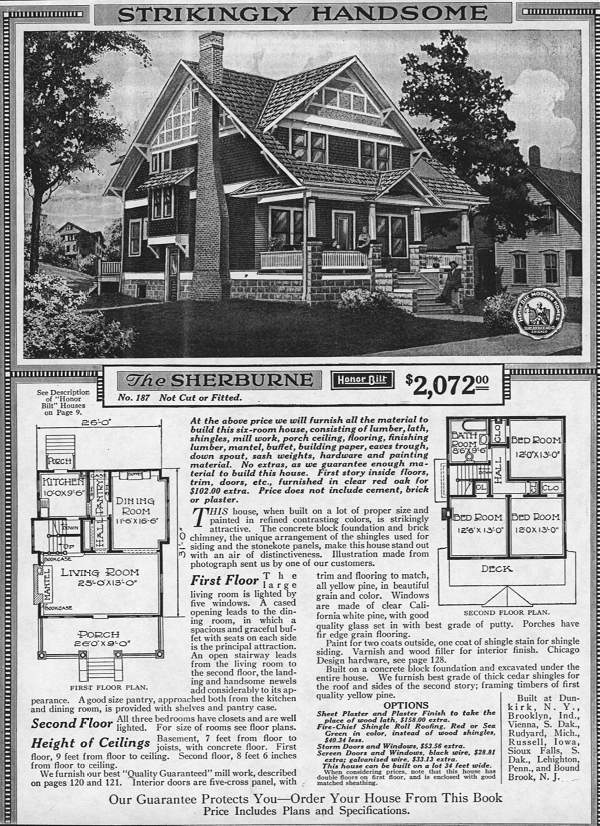 STRIKINGLY HANDSOME
See Description
of "Honor
Bilt" Houses
on Page 9.
The SHERBURNE
Honor Bilt
$2,072⁰⁰
No. 187 Not Cut or Fitted.
26'-0"
PORCH
KITCHEN
10'0"X9'-6"
HALL
PANTRY
DINING
ROOM
11'-6"X16'-6"
DOWN
UP
BOOKCASE
LIVING ROOM
25'-0"X13'-0"
MANTEL
BOOKCASE
PORCH
26'0"X9'-0"
FIRST FLOOR PLAN.
At the above price we will furnish all the material to
build this six-room house, consisting of lumber, lath,
shingles, mill work, porch ceiling, flooring, finishing
lumber, mantel, buffet, building paper, eaves trough,
down spout, sash weights, hardware and painting
material. No extras, as we guarantee enough ma-
terial to build this house. First story inside floors,
trim, doors, etc., furnished in clear red oak for
$102.00 extra. Price does not include cement, brick
or plaster.
THIS house, when built on a lot of proper size and
painted in refined contrasting colors, is strikingly
attractive. The concrete block foundation and brick
chimney, the unique arrangement of the shingles used for
siding and the stonekote panels, make this house stand out
with an air of distinctiveness. Illustration made from
photograph sent us by one of our customers.
First Floor The large
living room is lighted by
five windows. A cased
opening leads to the din-
ing room, in which a
spacious and graceful buf-
fet with seats on each side
is the principal attraction.
An open stairway leads
from the living room to
the second floor, the land-
ing and handsome newels
add considerably to its ap-
pearance. A good size pantry, approached both from the kitchen
and dining room, is provided with shelves and pantry case.
Second Floor All three bedrooms have closets and are well
lighted. For size of rooms see floor plans.
Height of Ceilings Basement, 7 feet from floor to
joists, with concrete floor. First
floor, 9 feet from floor to ceiling. Second floor, 8 feet 6 inches
from floor to ceiling.
We furnish our best "Quality Guaranteed" mill work, described
on pages 120 and 121. Interior doors are five-cross panel, with
trim and flooring to match,
all yellow pine, in beautiful
grain and color. Windows
are made of clear Cali-
fornia white pine, with good
quality glass set in with best grade of putty. Porches have
fir edge grain flooring.
Paint for two coats outside, one coat of shingle stain for shingle
siding. Varnish and wood filler for interior finish. Chicago
Design hardware, see page 128.
Built on a concrete block foundation and excavated under the
entire house. We furnish best grade of thick cedar shingles for
the roof and sides of the second story; framing timbers of first
quality yellow pine.
BATH
ROOM
8'6"X9'6"
HALL
CLO
BED ROOM
12'0"X13'-0"
CL
CLO
BED ROOM
12'6"X13'0"
BED ROOM
12'0"X13'0"
DECK
SECOND FLOOR PLAN.
OPTIONS
Sheet Plaster and Plaster Finish to take the
place of wood lath, $158.00 extra.
Fire-Chief Shingle Roll Roofing, Red or Sea
Green in color, instead of wood shingles,
$40.34 less.
Storm Doors and Windows, $53.56 extra.
Screen Doors and Windows, black wire, $28.81
extra; galvanized wire, $33.13 extra.
This house can be built on a lot 34 feet wide.
When considering prices, note that this house has
double floors on first floor, and is enclosed with good
matched sheathing.
Built at Dun-
kirk, N. Y.,
Brooklyn, Ind.,
Vienna, S. Dak.,
Rudyard, Mich.,
Russell, Iowa,
Sioux Falls, S.
Dak., Lehighton,
Penn., and Bound
Brook, N. J.
Our Guarantee Protects You—Order Your House From This Book
Price Includes Plans and Specifications.